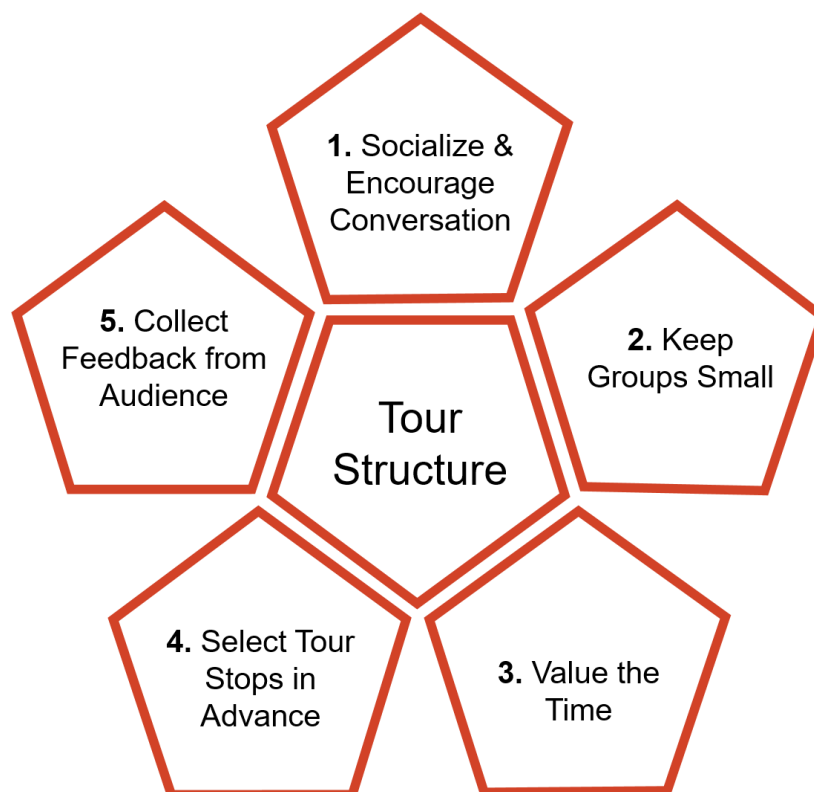 1. Socialize &
Encourage
Conversation
2. Keep
Groups Small
3. Value the
Time
4. Select Tour
Stops in
Advance
5. Collect
Feedback from
Audience
Tour
Structure